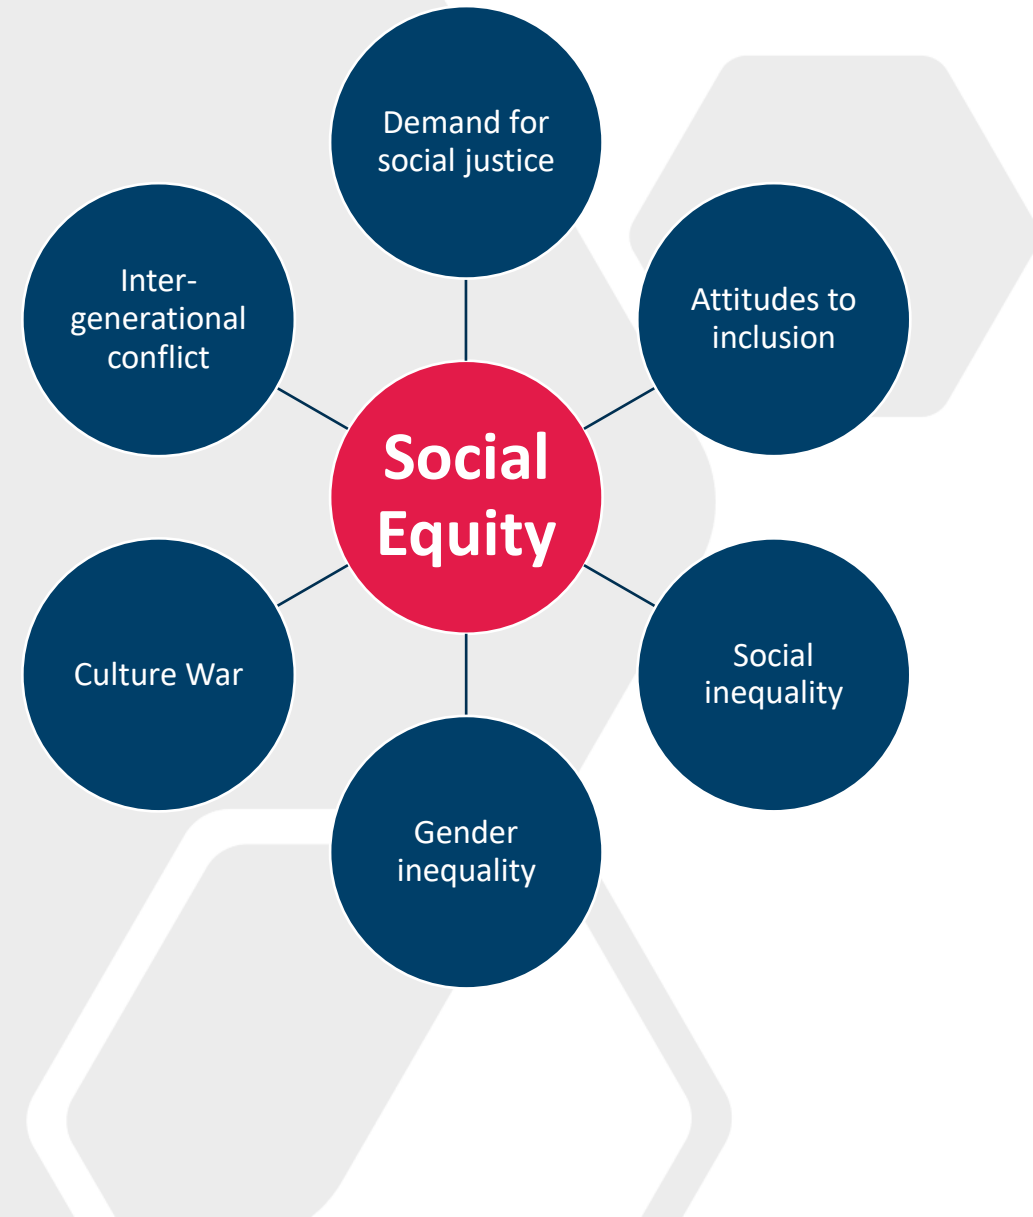 Demand for
social justice
Attitudes to
inclusion
Social
inequality
Gender
inequality
Culture War
Inter-
generational
conflict
Social
Equity